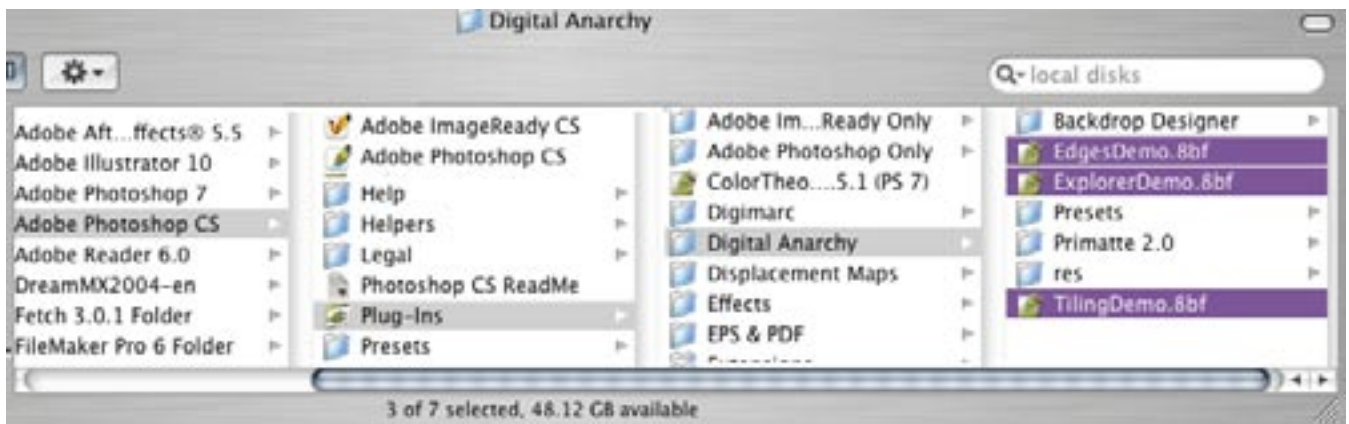 Digital Anarchy
local disks
Adobe Aft...ffects® 5.5
Adobe Illustrator 10
Adobe Photoshop 7
Adobe Photoshop CS
Adobe Reader 6.0
DreamMX2004-en
Fetch 3.0.1 Folder
FileMaker Pro 6 Folder
Adobe ImageReady CS
Adobe Photoshop CS
Help
Helpers
Legal
Photoshop CS ReadMe
Plug-Ins
Presets
Adobe Im...Ready Only
Adobe Photoshop Only
ColorTheo....5.1 (PS 7)
Digimarc
Digital Anarchy
Displacement Maps
Effects
EPS & PDF
Backdrop Designer
EdgesDemo.8bf
ExplorerDemo.8bf
Presets
Primatte 2.0
res
TilingDemo.8bf
3 of 7 selected, 48.12 GB available